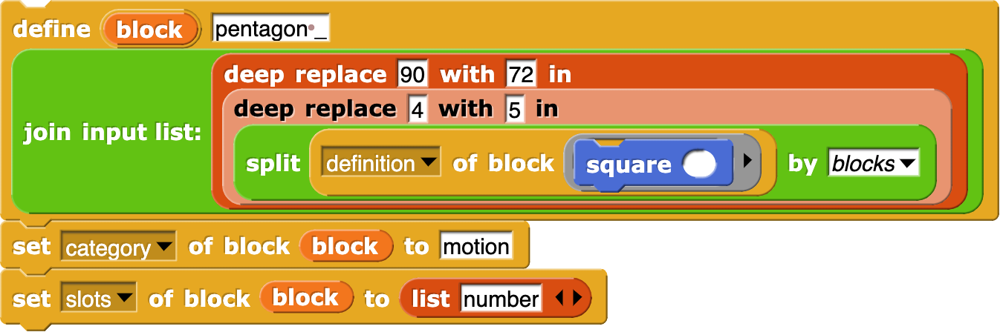 define block pentagon•_
deep replace 90 with 72 in
deep replace 4 with 5 in
join input list:
split definition of block square by blocks
set category of block block to motion
set slots of block block to list number